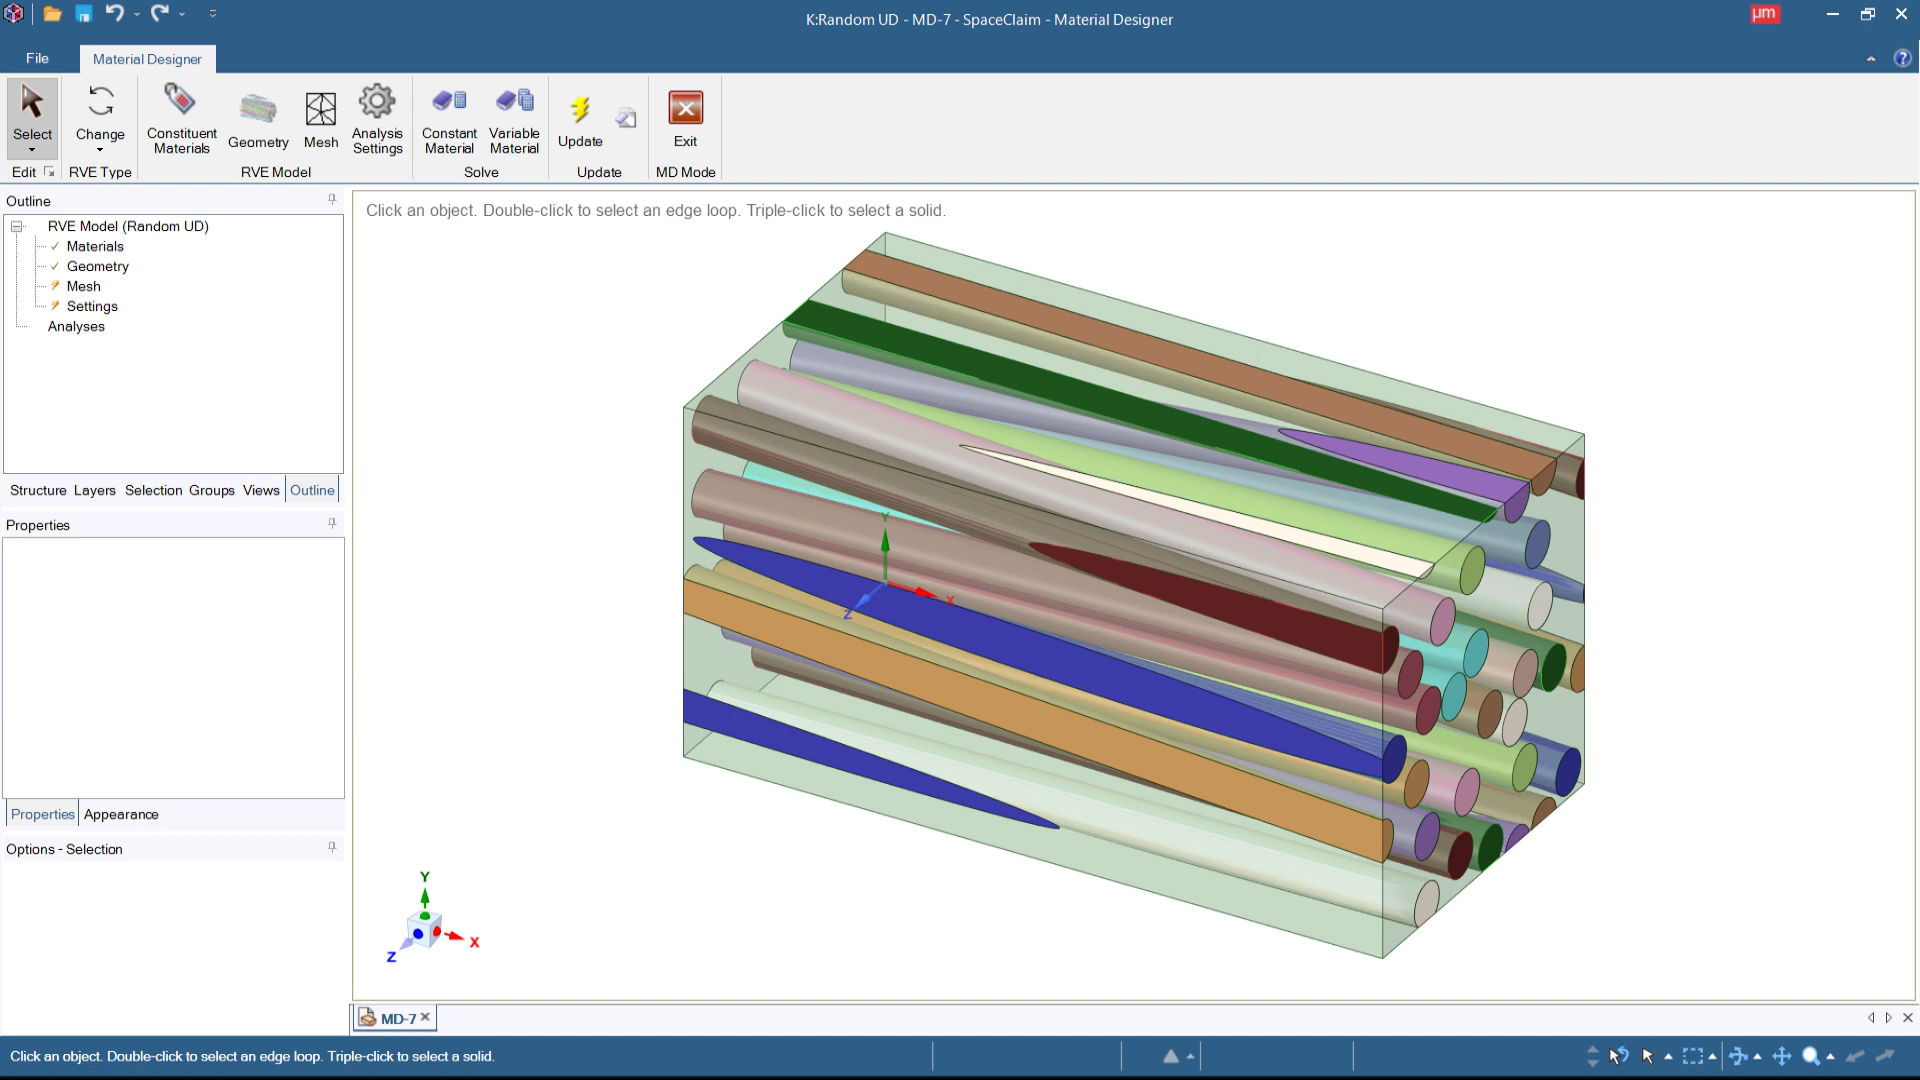 K:Random UD - MD-7 - SpaceClaim - Material Designer
µm
File
Material Designer
Select
Change
Constituent Materials
Geometry
Mesh
Analysis Settings
Constant Material
Variable Material
Update
Exit
Edit
RVE Type
RVE Model
Solve
Update
MD Mode
Outline
RVE Model (Random UD)
Materials
Geometry
Mesh
Settings
Analyses
Structure Layers Selection Groups Views Outline
Properties
Properties Appearance
Options - Selection
Click an object. Double-click to select an edge loop. Triple-click to select a solid.
Y
X
Z
Y
X
Z
MD-7
Click an object. Double-click to select an edge loop. Triple-click to select a solid.